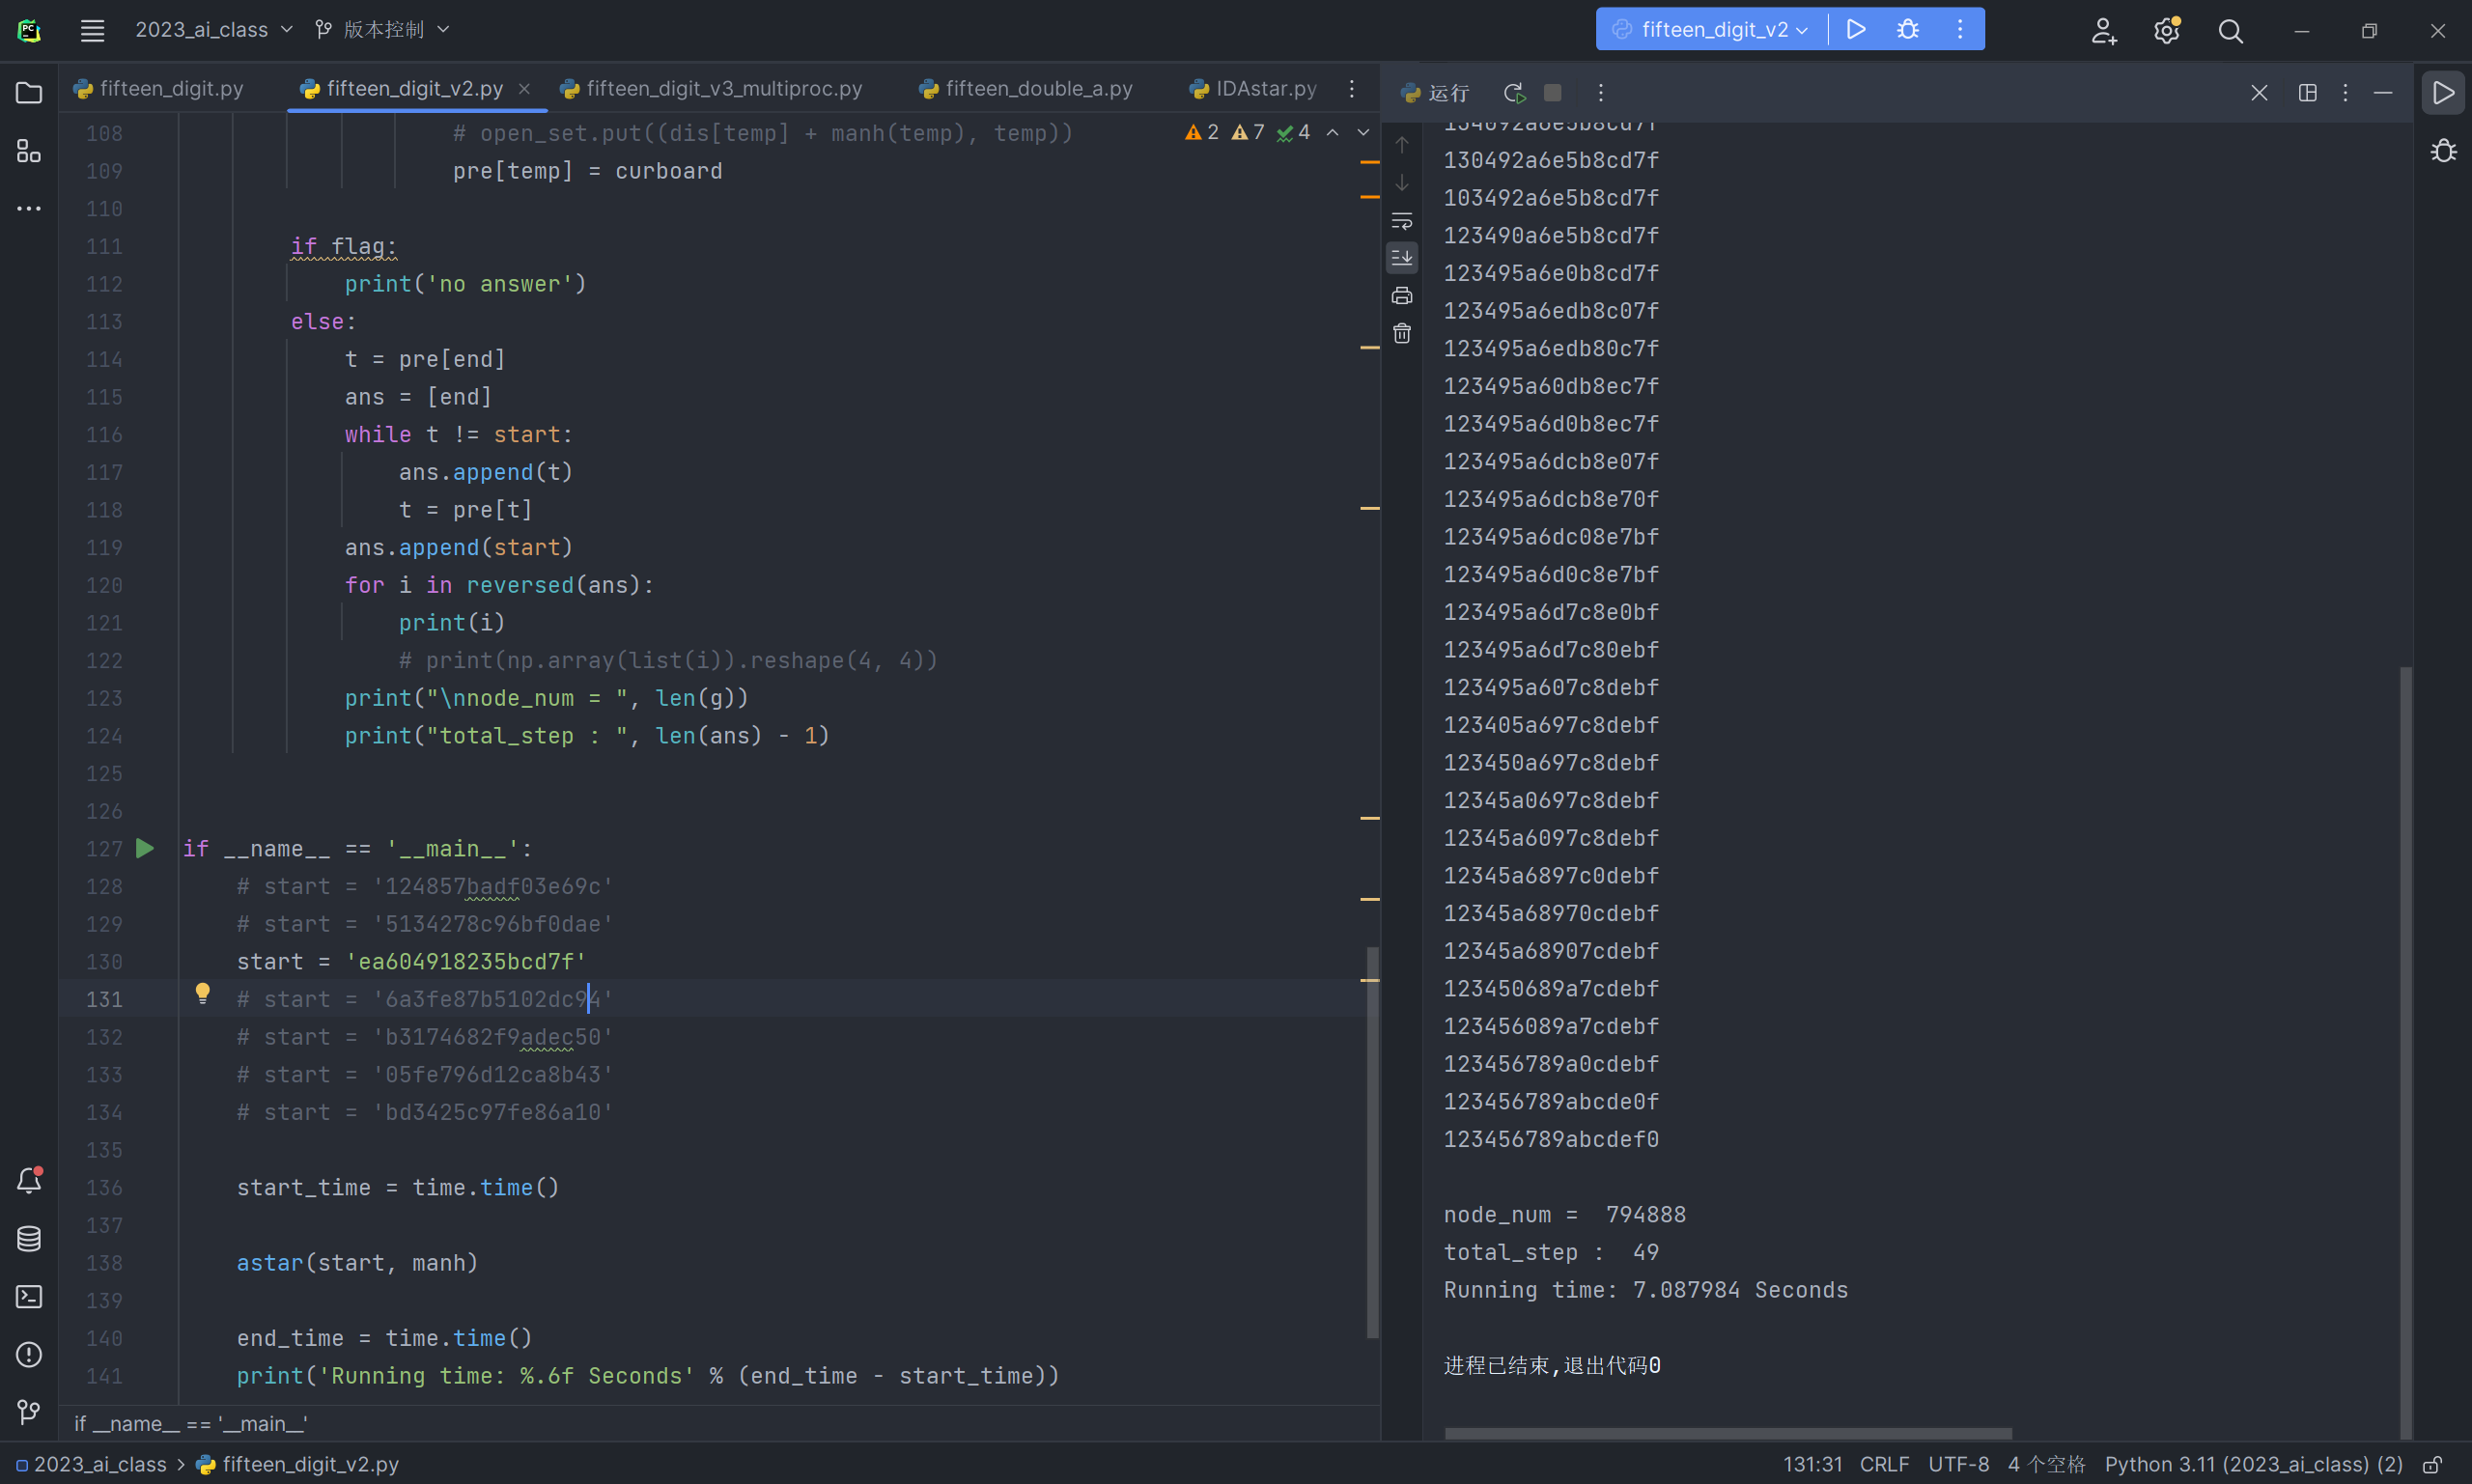 PC
2023_ai_class
版本控制
fifteen_digit_v2
fifteen_digit.py
fifteen_digit_v2.py
fifteen_digit_v3_multiproc.py
fifteen_double_a.py
IDAstar.py
2 7 4
108 # open_set.put((dis[temp] + manh(temp), temp))
109 pre[temp] = curboard
110
111 if flag:
112 print('no answer')
113 else:
114 t = pre[end]
115 ans = [end]
116 while t != start:
117 ans.append(t)
118 t = pre[t]
119 ans.append(start)
120 for i in reversed(ans):
121 print(i)
122 # print(np.array(list(i)).reshape(4, 4))
123 print("\nnode_num = ", len(g))
124 print("total_step : ", len(ans) - 1)
125
126
127 if __name__ == '__main__':
128 # start = '124857badf03e69c'
129 # start = '5134278c96bf0dae'
130 start = 'ea604918235bcd7f'
131 # start = '6a3fe87b5102dc94'
132 # start = 'b3174682f9adec50'
133 # start = '05fe796d12ca8b43'
134 # start = 'bd3425c97fe86a10'
135
136 start_time = time.time()
137
138 astar(start, manh)
139
140 end_time = time.time()
141 print('Running time: %.6f Seconds' % (end_time - start_time))
if __name__ == '__main__'
运行
134092a6e5b8cd7f
130492a6e5b8cd7f
103492a6e5b8cd7f
123490a6e5b8cd7f
123495a6e0b8cd7f
123495a6edb8c07f
123495a6edb80c7f
123495a60db8ec7f
123495a6d0b8ec7f
123495a6dcb8e07f
123495a6dcb8e70f
123495a6dc08e7bf
123495a6d0c8e7bf
123495a6d7c8e0bf
123495a6d7c80ebf
123495a607c8debf
123405a697c8debf
123450a697c8debf
12345a0697c8debf
12345a6097c8debf
12345a6897c0debf
12345a68970cdebf
12345a68907cdebf
123450689a7cdebf
123456089a7cdebf
123456789a0cdebf
123456789abcde0f
123456789abcdef0
node_num =  794888
total_step :  49
Running time: 7.087984 Seconds
进程已结束,退出代码0
2023_ai_class > fifteen_digit_v2.py
131:31 CRLF UTF-8 4 个空格 Python 3.11 (2023_ai_class) (2)